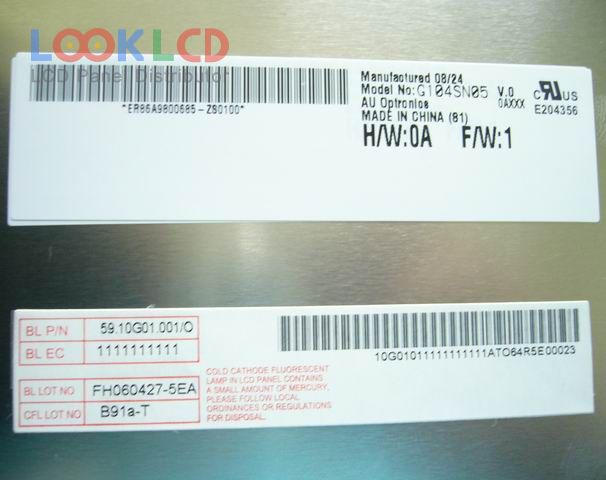 LOOKLCD
LCD Panel Distributor
*ER86A9800685-ZS0100*
Manufactured 08/24
Model No:G104SN05 V.0
AU Optronics 0AXXX
MADE IN CHINA (81)
H/W:0A F/W:1
C RU US
E204356
BL P/N 59.10G01.001/O
BL EC 1111111111
BL LOT NO FH060427-5EA
CFL LOT NO B91a-T
COLD CATHODE FLUORESCENT
LAMP IN LCD PANEL CONTAINS
A SMALL AMOUNT OF MERCURY,
PLEASE FOLLOW LOCAL
ORDINANCES OR REGULATIONS
FOR DISPOSAL.
10G01011111111111ATO64R5E00023